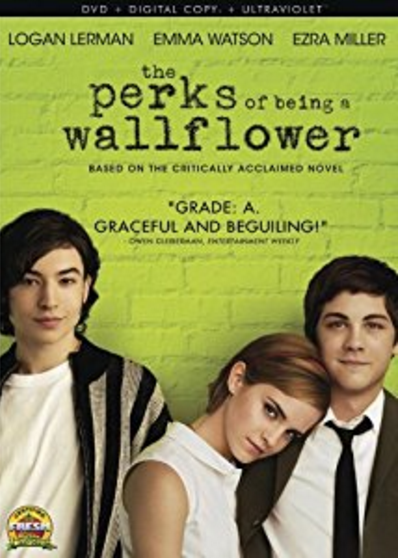 DVD + DIGITAL COPY + ULTRAVIOLET
LOGAN LERMAN EMMA WATSON EZRA MILLER
the
perks of being a
wallflower
BASED ON THE CRITICALLY ACCLAIMED NOVEL
"GRADE: A.
GRACEFUL AND BEGUILING!"
- OWEN GLEIBERMAN, ENTERTAINMENT WEEKLY
FRESH